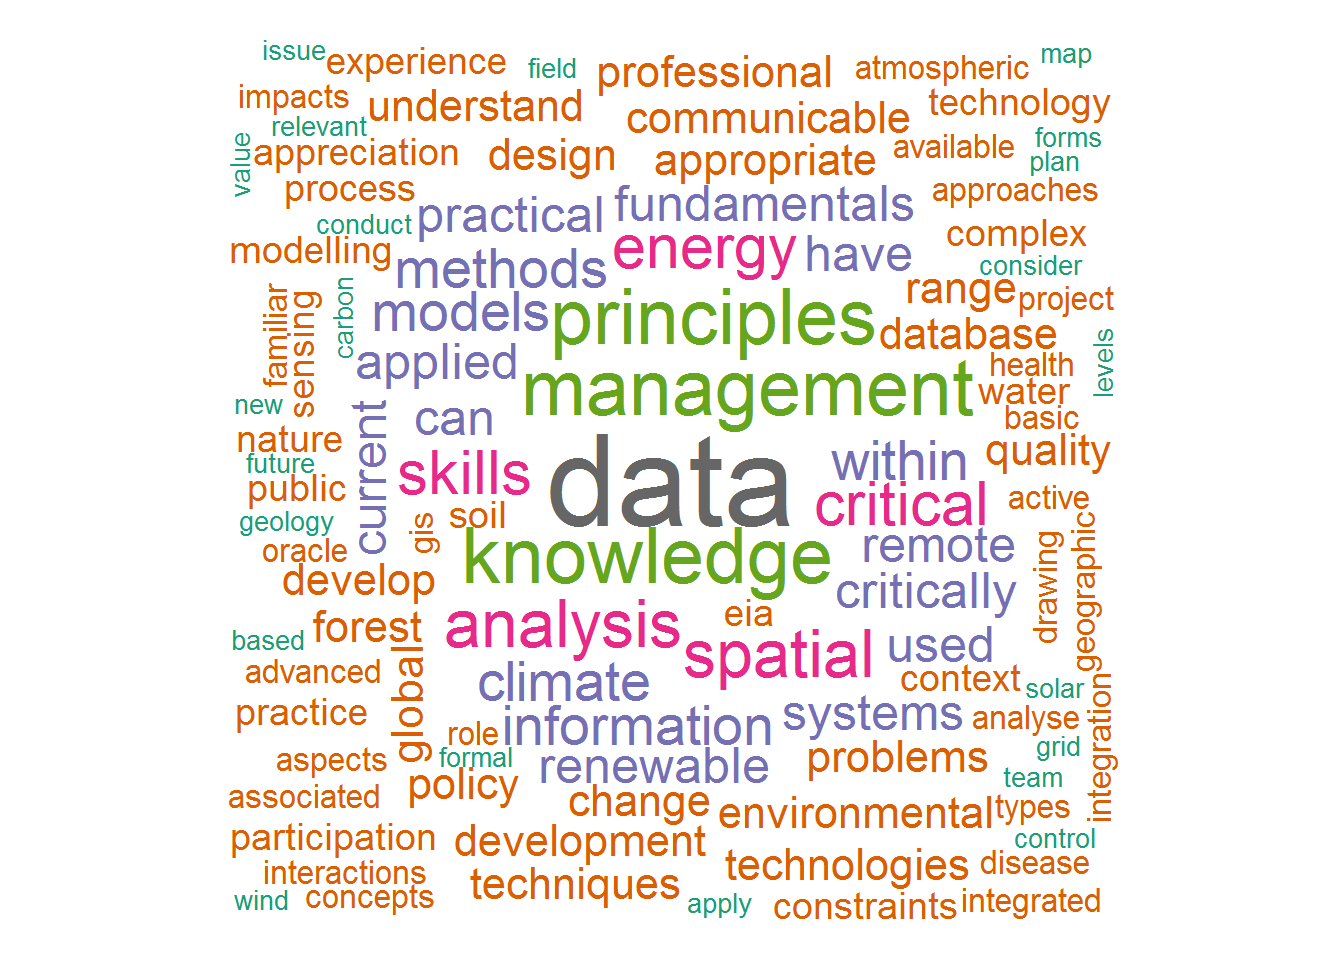 issue
experience
field
professional
atmospheric
map
impacts
understand
communicable
technology
relevant
value
appreciation
design
appropriate
available
forms
plan
process
practical
fundamentals
approaches
conduct
modelling
methods
energy
have
complex
consider
familiar
sensing
carbon
models
principles
range
project
database
applied
management
health
levels
water
new
can
basic
nature
current
skills
data
within
quality
future
public
critical
active
geology
gis
soil
oracle
knowledge
remote
drawing
geographic
develop
critically
forest
analysis
eia
spatial
used
based
global
advanced
climate
context
solar
practice
information
systems
analyse
integration
role
aspects
formal
renewable
problems
grid
team
associated
policy
change
environmental
types
participation
development
control
interactions
techniques
technologies
disease
wind
concepts
apply
constraints
integrated